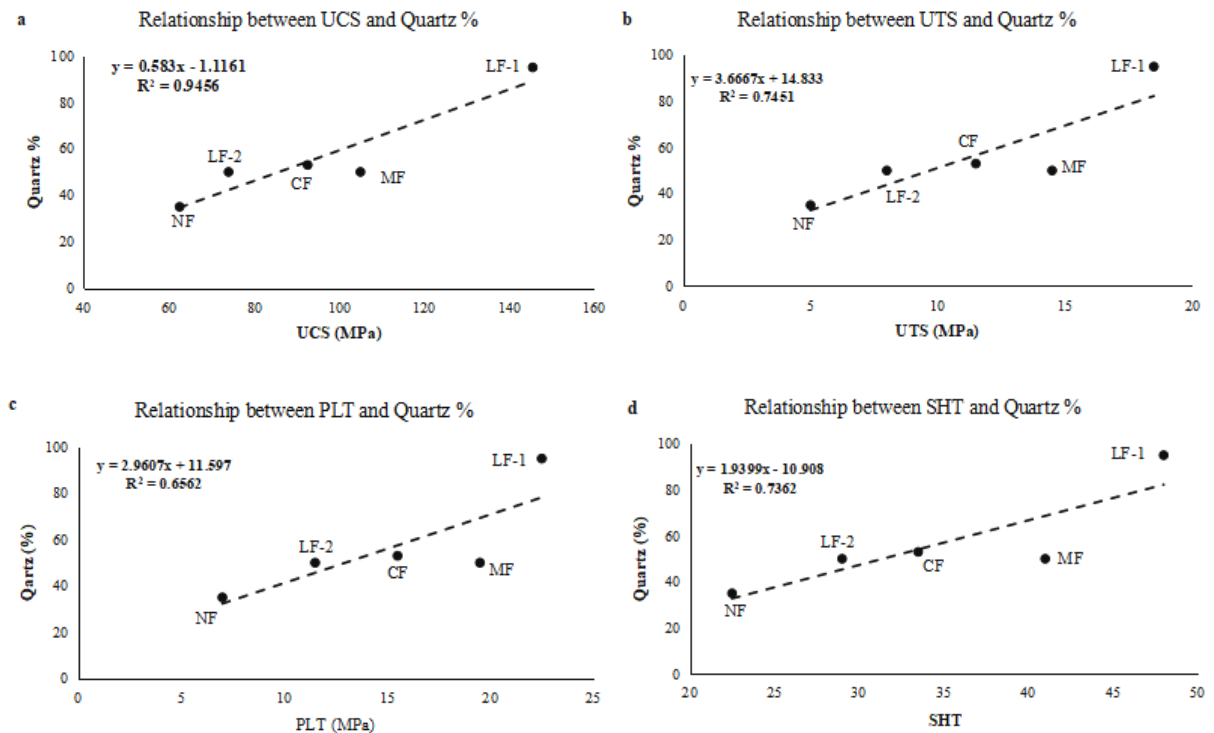 a
Relationship between UCS and Quartz %
y = 0.583x - 1.1161
R² = 0.9456
Quartz %
100
80
60
40
20
0
LF-1
LF-2
CF
MF
NF
40
60
80
100
120
140
160
UCS (MPa)
b
Relationship between UTS and Quartz %
y = 3.6667x + 14.833
R² = 0.7451
Quartz %
100
80
60
40
20
0
LF-1
CF
MF
LF-2
NF
0
5
10
15
20
UTS (MPa)
c
Relationship between PLT and Quartz %
y = 2.9607x + 11.597
R² = 0.6562
Qartz (%)
100
80
60
40
20
0
LF-1
LF-2
CF
MF
NF
0
5
10
15
20
25
PLT (MPa)
d
Relationship between SHT and Quartz %
y = 1.9399x - 10.908
R² = 0.7362
Quartz (%)
100
80
60
40
20
0
LF-1
LF-2
CF
MF
NF
20
25
30
35
40
45
50
SHT